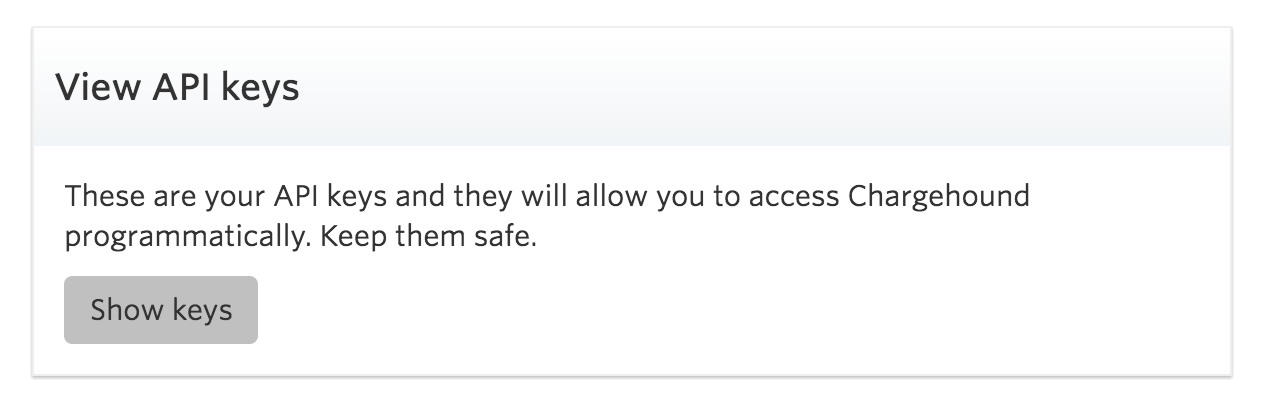 View API keys
These are your API keys and they will allow you to access Chargehound
programmatically. Keep them safe.
Show keys